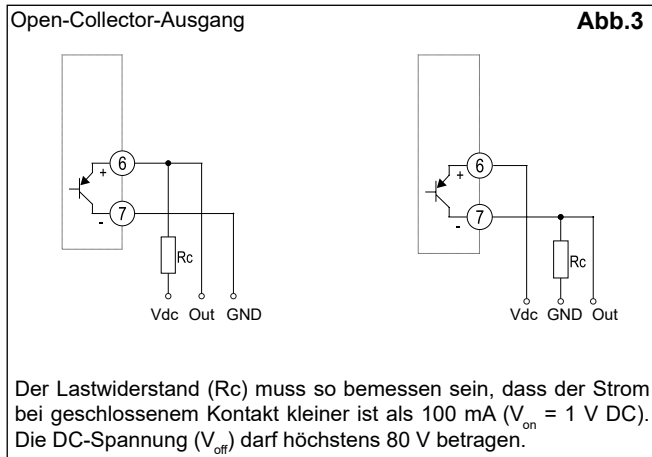 Open-Collector-Ausgang Abb.3
6
+
7
-
Rc
Vdc Out GND
6
+
7
-
Rc
Vdc GND Out
Der Lastwiderstand (Rc) muss so bemessen sein, dass der Strom
bei geschlossenem Kontakt kleiner ist als 100 mA (Von = 1 V DC).
Die DC-Spannung (Voff) darf höchstens 80 V betragen.